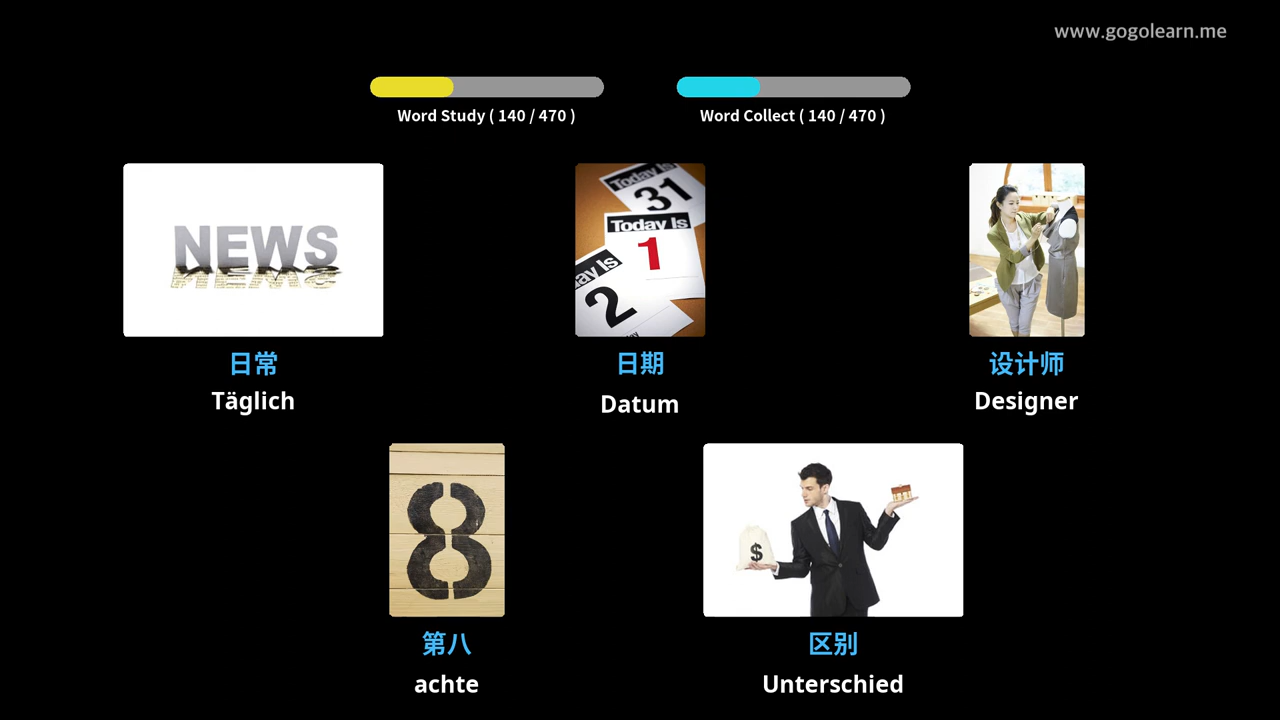 www.gogolearn.me
Word Study ( 140 / 470 )
Word Collect ( 140 / 470 )
NEWS
Today Is
31
Today Is
1
day Is
2
日常
Täglich
日期
Datum
设计师
Designer
8
$
第八
achte
区别
Unterschied